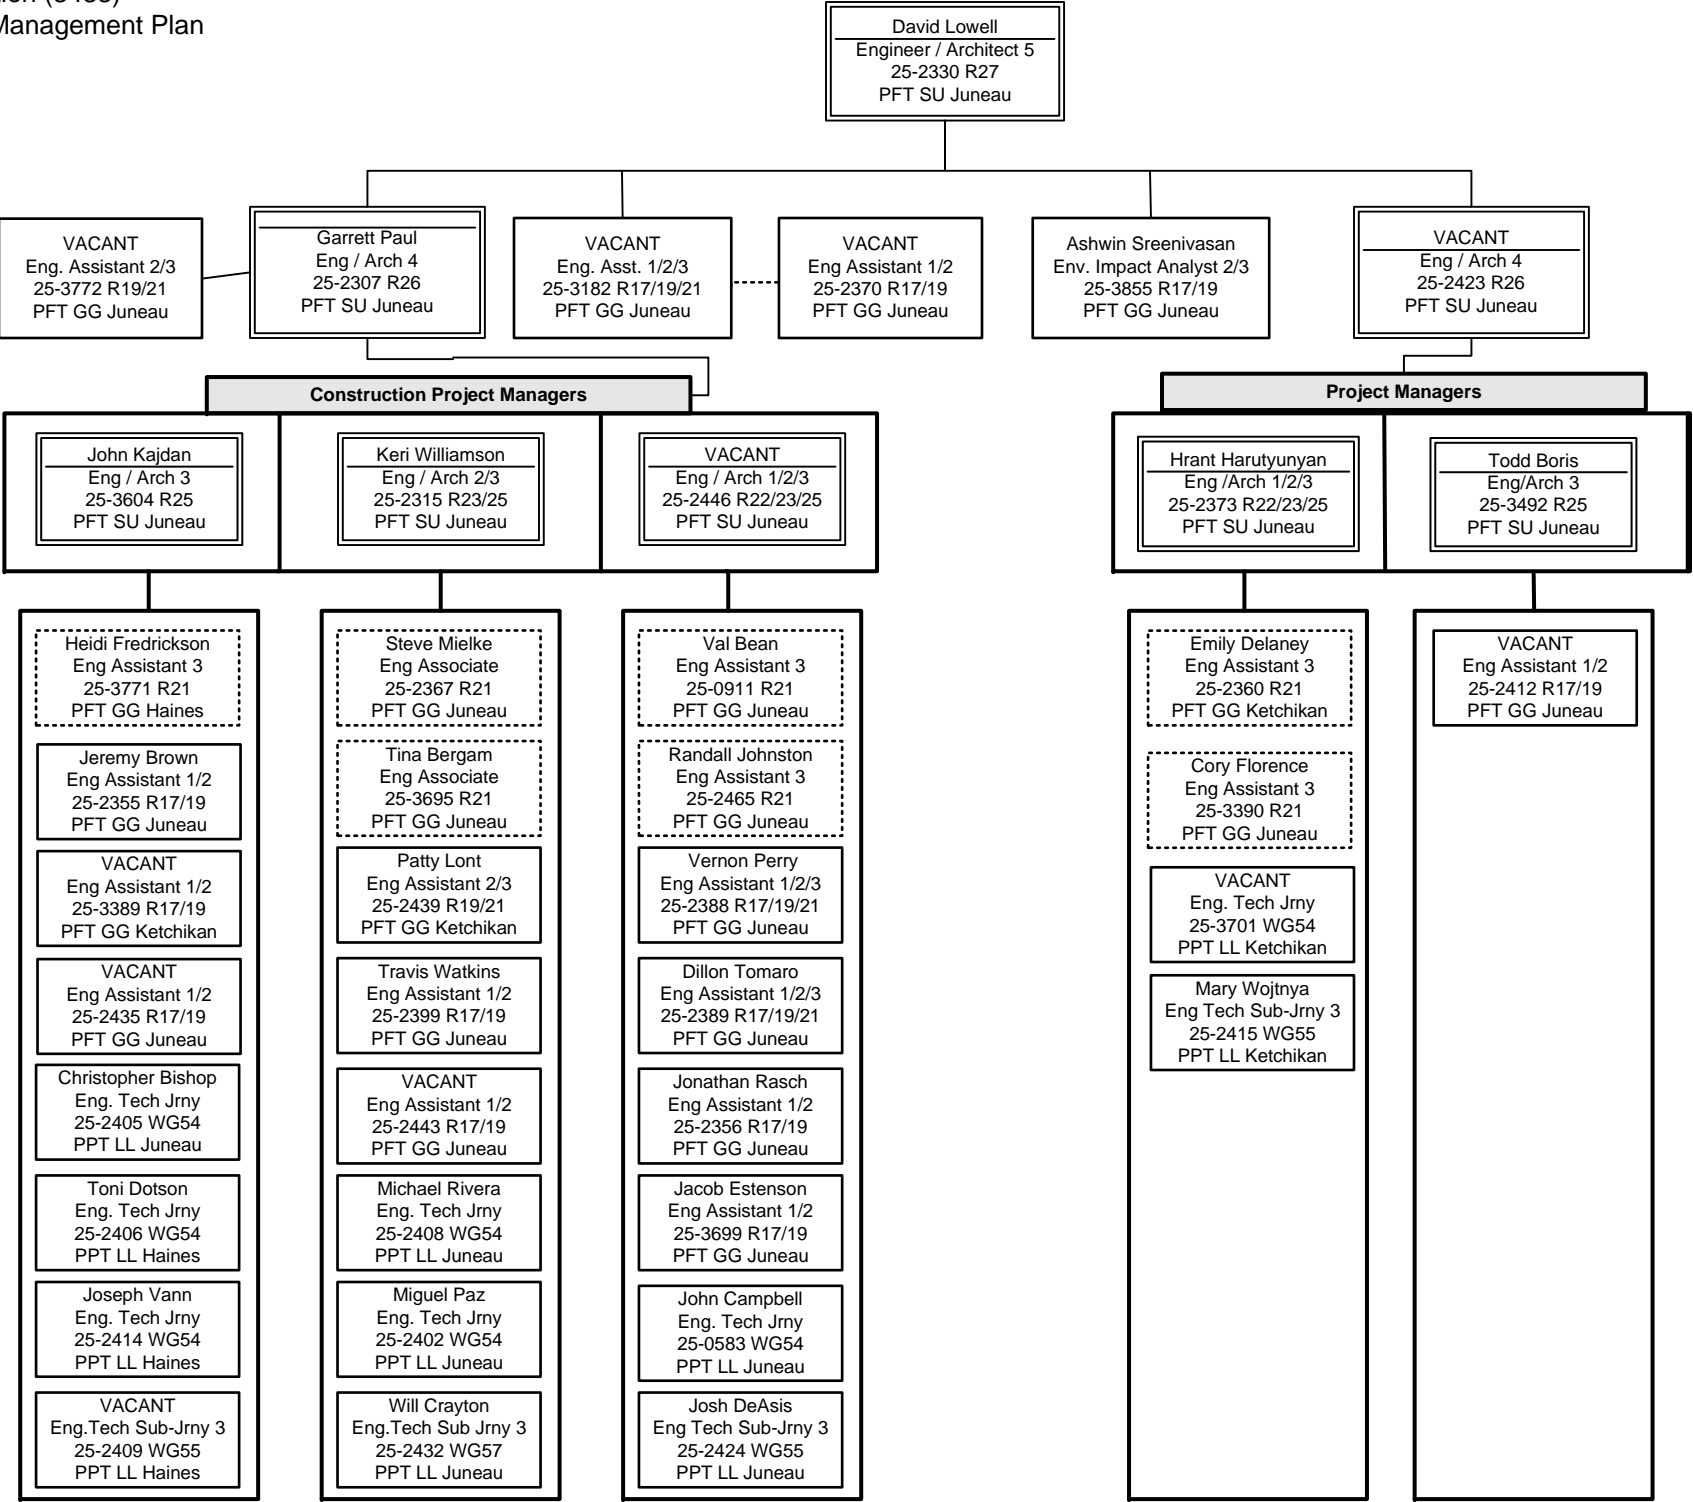 Management Plan
David Lowell
Engineer / Architect 5
25-2330 R27
PFT SU Juneau
VACANT
Eng. Assistant 2/3
25-3772 R19/21
PFT GG Juneau
Garrett Paul
Eng / Arch 4
25-2307 R26
PFT SU Juneau
VACANT
Eng. Asst. 1/2/3
25-3182 R17/19/21
PFT GG Juneau
VACANT
Eng Assistant 1/2
25-2370 R17/19
PFT GG Juneau
Ashwin Sreenivasan
Env. Impact Analyst 2/3
25-3855 R17/19
PFT GG Juneau
VACANT
Eng / Arch 4
25-2423 R26
PFT SU Juneau
Construction Project Managers
John Kajdan
Eng / Arch 3
25-3604 R25
PFT SU Juneau
Keri Williamson
Eng / Arch 2/3
25-2315 R23/25
PFT SU Juneau
VACANT
Eng / Arch 1/2/3
25-2446 R22/23/25
PFT SU Juneau
Project Managers
Hrant Harutyunyan
Eng /Arch 1/2/3
25-2373 R22/23/25
PFT SU Juneau
Todd Boris
Eng/Arch 3
25-3492 R25
PFT SU Juneau
Heidi Fredrickson
Eng Assistant 3
25-3771 R21
PFT GG Haines
Jeremy Brown
Eng Assistant 1/2
25-2355 R17/19
PFT GG Juneau
VACANT
Eng Assistant 1/2
25-3389 R17/19
PFT GG Ketchikan
VACANT
Eng Assistant 1/2
25-2435 R17/19
PFT GG Juneau
Christopher Bishop
Eng. Tech Jrny
25-2405 WG54
PPT LL Juneau
Toni Dotson
Eng. Tech Jrny
25-2406 WG54
PPT LL Haines
Joseph Vann
Eng. Tech Jrny
25-2414 WG54
PPT LL Haines
VACANT
Eng.Tech Sub-Jrny 3
25-2409 WG55
PPT LL Haines
Steve Mielke
Eng Associate
25-2367 R21
PFT GG Juneau
Tina Bergam
Eng Associate
25-3695 R21
PFT GG Juneau
Patty Lont
Eng Assistant 2/3
25-2439 R19/21
PFT GG Ketchikan
Travis Watkins
Eng Assistant 1/2
25-2399 R17/19
PFT GG Juneau
VACANT
Eng Assistant 1/2
25-2443 R17/19
PFT GG Juneau
Michael Rivera
Eng. Tech Jrny
25-2408 WG54
PPT LL Juneau
Miguel Paz
Eng. Tech Jrny
25-2402 WG54
PPT LL Juneau
Will Crayton
Eng.Tech Sub Jrny 3
25-2432 WG57
PPT LL Juneau
Val Bean
Eng Assistant 3
25-0911 R21
PFT GG Juneau
Randall Johnston
Eng Assistant 3
25-2465 R21
PFT GG Juneau
Vernon Perry
Eng Assistant 1/2/3
25-2388 R17/19/21
PFT GG Juneau
Dillon Tomaro
Eng Assistant 1/2/3
25-2389 R17/19/21
PFT GG Juneau
Jonathan Rasch
Eng Assistant 1/2
25-2356 R17/19
PFT GG Juneau
Jacob Estenson
Eng Assistant 1/2
25-3699 R17/19
PFT GG Juneau
John Campbell
Eng. Tech Jrny
25-0583 WG54
PPT LL Juneau
Josh DeAsis
Eng Tech Sub-Jrny 3
25-2424 WG55
PPT LL Juneau
Emily Delaney
Eng Assistant 3
25-2360 R21
PFT GG Ketchikan
Cory Florence
Eng Assistant 3
25-3390 R21
PFT GG Juneau
VACANT
Eng. Tech Jrny
25-3701 WG54
PPT LL Ketchikan
Mary Wojtnya
Eng Tech Sub-Jrny 3
25-2415 WG55
PPT LL Ketchikan
VACANT
Eng Assistant 1/2
25-2412 R17/19
PFT GG Juneau